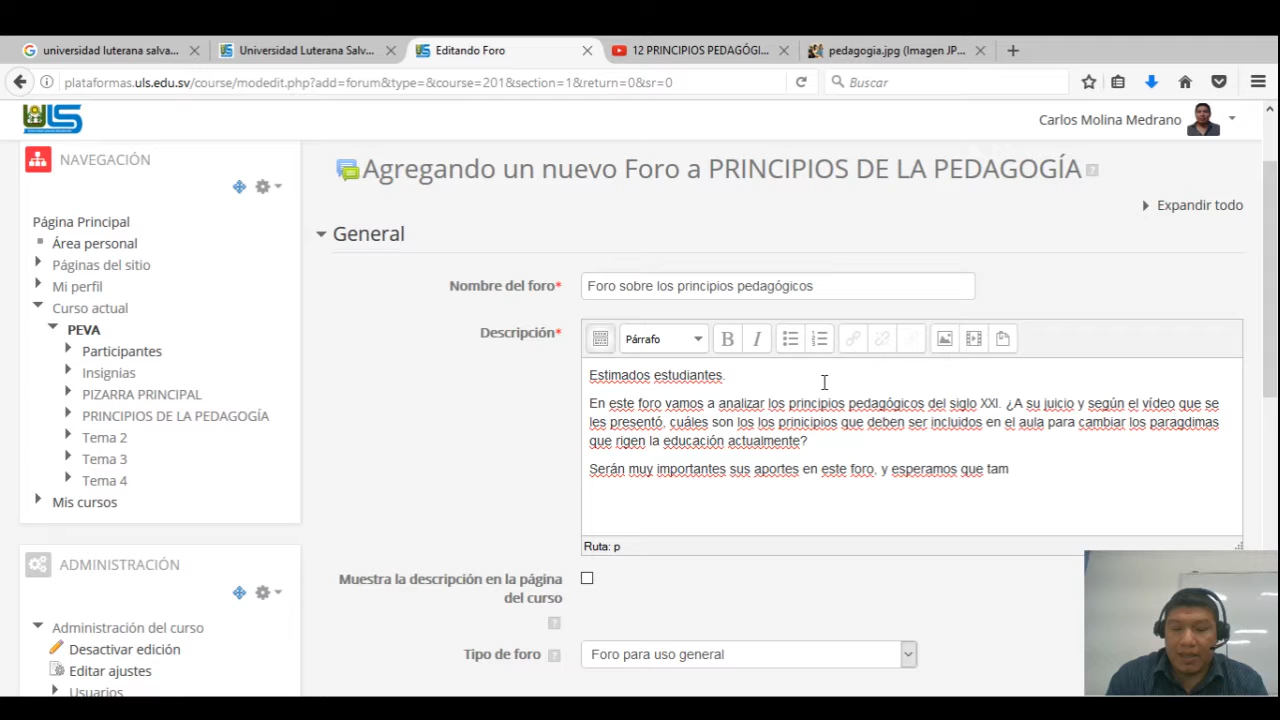 universidad luterana salva...
Universidad Luterana Salv...
Editando Foro
12 PRINCIPIOS PEDAGÓGI...
pedagogia.jpg (Imagen JP...
plataformas.uls.edu.sv/course/modedit.php?add=forum&type=&course=201&section=1&return=0&sr=0
Buscar
ULS
Carlos Molina Medrano
NAVEGACIÓN
Página Principal
Área personal
Páginas del sitio
Mi perfil
Curso actual
PEVA
Participantes
Insignias
PIZARRA PRINCIPAL
PRINCIPIOS DE LA PEDAGOGÍA
Tema 2
Tema 3
Tema 4
Mis cursos
ADMINISTRACIÓN
Administración del curso
Desactivar edición
Editar ajustes
Usuarios
Agregando un nuevo Foro a PRINCIPIOS DE LA PEDAGOGÍA
Expandir todo
General
Nombre del foro*
Foro sobre los principios pedagógicos
Descripción*
Párrafo
B I
Estimados estudiantes.
En este foro vamos a analizar los principios pedagógicos del siglo XXI. ¿A su juicio y según el vídeo que se
les presentó, cuáles son los los prinicipios que deben ser incluidos en el aula para cambiar los paragdimas
que rigen la educación actualmente?
Serán muy importantes sus aportes en este foro, y esperamos que tam
Ruta: p
Muestra la descripción en la página
del curso
Tipo de foro
Foro para uso general